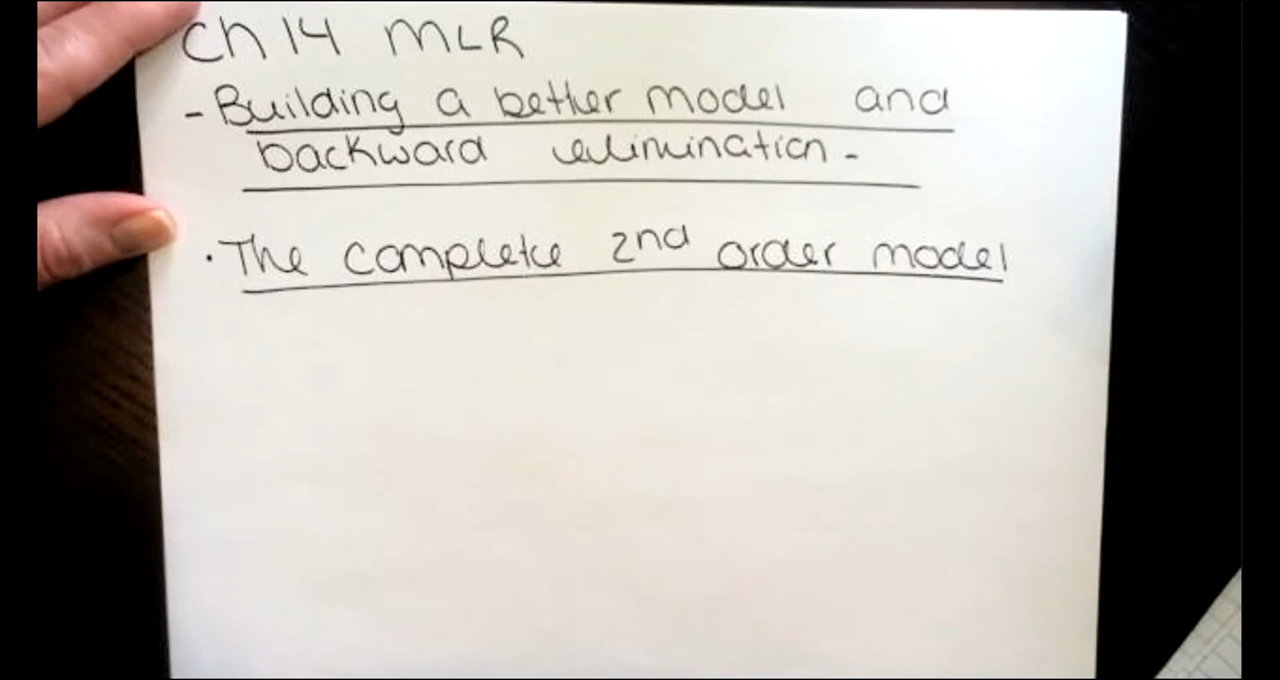 Ch 14 MLR
- Building a better model and
backward elimination -
• The complete 2nd order model